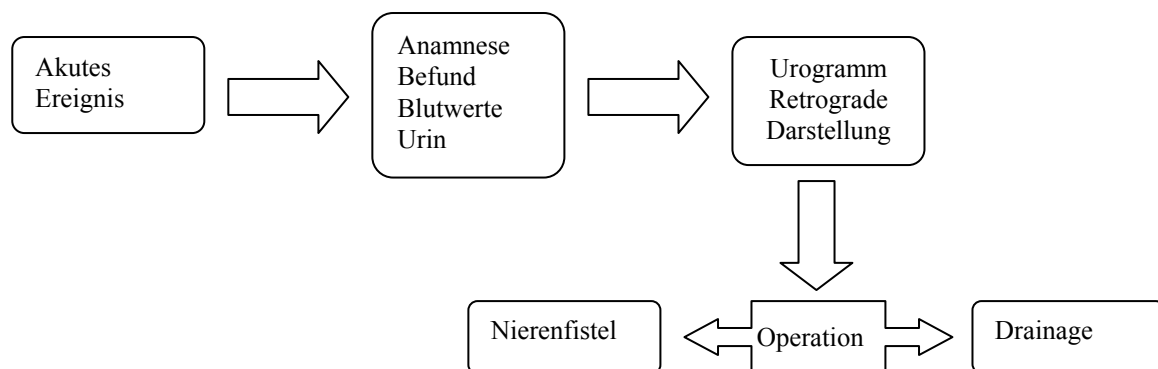 Akutes
Ereignis
Anamnese
Befund
Blutwerte
Urin
Urogramm
Retrograde
Darstellung
Nierenfistel
Operation
Drainage